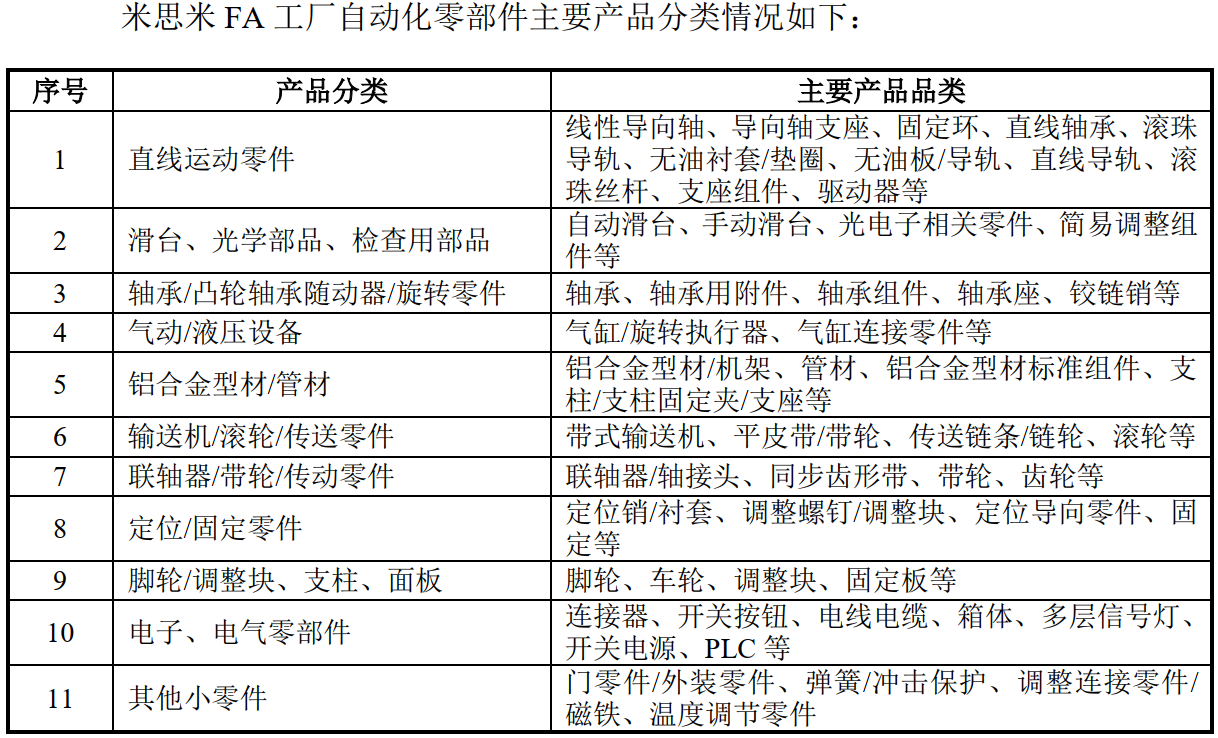 米思米 FA 工厂自动化零部件主要产品分类情况如下：
序号 产品分类 主要产品品类
1 直线运动零件 线性导向轴、导向轴支座、固定环、直线轴承、滚珠
导轨、无油衬套/垫圈、无油板/导轨、直线导轨、滚
珠丝杆、支座组件、驱动器等
2 滑台、光学部品、检查用部品 自动滑台、手动滑台、光电子相关零件、简易调整组
件等
3 轴承/凸轮轴承随动器/旋转零件 轴承、轴承用附件、轴承组件、轴承座、铰链销等
4 气动/液压设备 气缸/旋转执行器、气缸连接零件等
5 铝合金型材/管材 铝合金型材/机架、管材、铝合金型材标准组件、支
柱/支柱固定夹/支座等
6 输送机/滚轮/传送零件 带式输送机、平皮带/带轮、传送链条/链轮、滚轮等
7 联轴器/带轮/传动零件 联轴器/轴接头、同步齿形带、带轮、齿轮等
8 定位/固定零件 定位销/衬套、调整螺钉/调整块、定位导向零件、固
定等
9 脚轮/调整块、支柱、面板 脚轮、车轮、调整块、固定板等
10 电子、电气零部件 连接器、开关按钮、电线电缆、箱体、多层信号灯、
开关电源、PLC 等
11 其他小零件 门零件/外装零件、弹簧/冲击保护、调整连接零件/
磁铁、温度调节零件